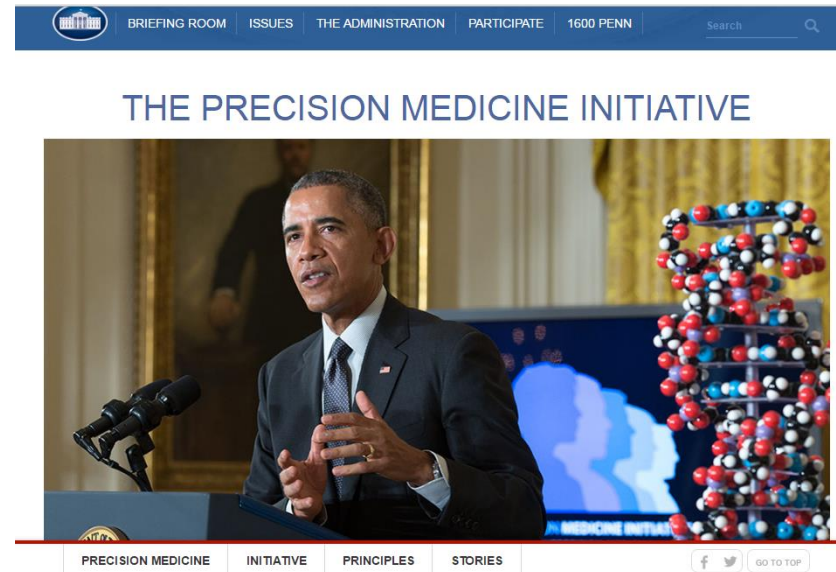 BRIEFING ROOM ISSUES THE ADMINISTRATION PARTICIPATE 1600 PENN Search
THE PRECISION MEDICINE INITIATIVE
MEDICINE
PRECISION MEDICINE INITIATIVE PRINCIPLES STORIES GO TO TOP